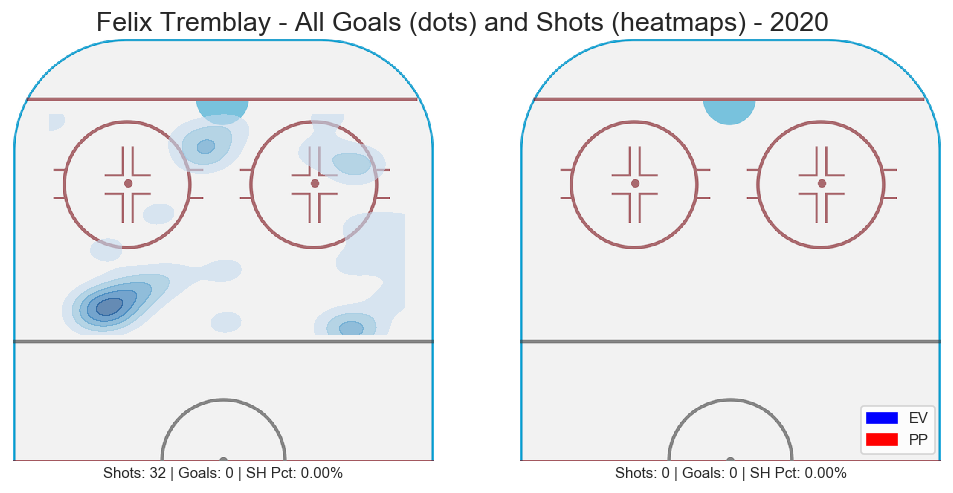 Felix Tremblay - All Goals (dots) and Shots (heatmaps) - 2020
EV
PP
Shots: 32 | Goals: 0 | SH Pct: 0.00%
Shots: 0 | Goals: 0 | SH Pct: 0.00%